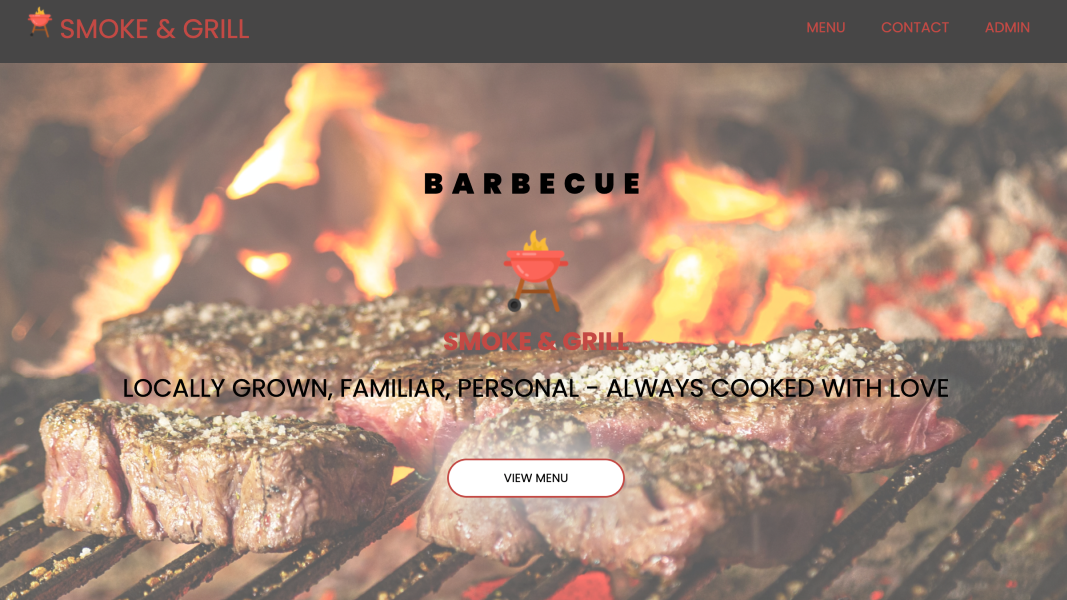 SMOKE & GRILL
MENU CONTACT ADMIN
BARBECUE
SMOKE & GRILL
LOCALLY GROWN, FAMILIAR, PERSONAL - ALWAYS COOKED WITH LOVE
VIEW MENU